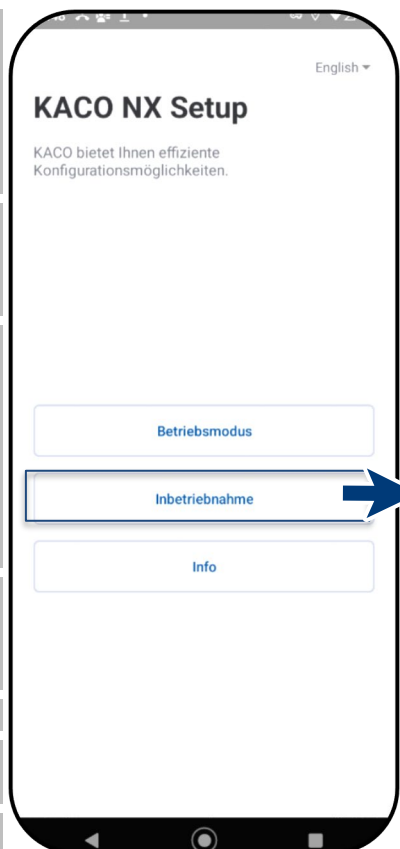 English
KACO NX Setup
KACO bietet Ihnen effiziente
Konfigurationsmöglichkeiten.
Betriebsmodus
Inbetriebnahme
Info